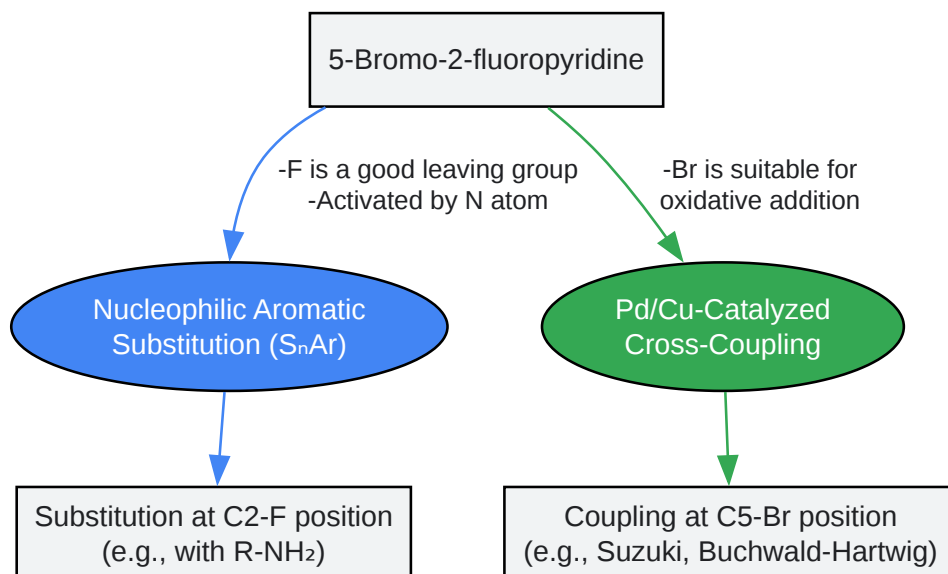 5-Bromo-2-fluoropyridine
-F is a good leaving group
-Activated by N atom
-Br is suitable for
oxidative addition
Nucleophilic Aromatic
Substitution (SₙAr)
Pd/Cu-Catalyzed
Cross-Coupling
Substitution at C2-F position
(e.g., with R-NH₂)
Coupling at C5-Br position
(e.g., Suzuki, Buchwald-Hartwig)